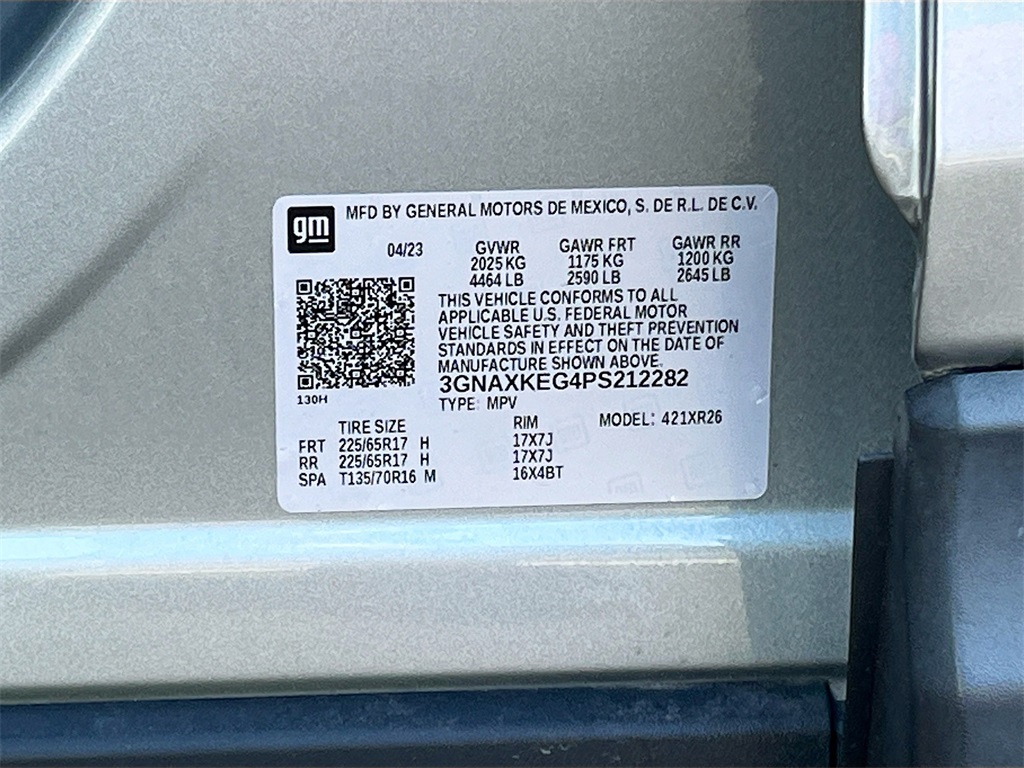 gm MFD BY GENERAL MOTORS DE MEXICO, S. DE R.L. DE C.V.
04/23 GVWR GAWR FRT GAWR RR
2025 KG 1175 KG 1200 KG
4464 LB 2590 LB 2645 LB
THIS VEHICLE CONFORMS TO ALL
APPLICABLE U.S. FEDERAL MOTOR
VEHICLE SAFETY AND THEFT PREVENTION
STANDARDS IN EFFECT ON THE DATE OF
MANUFACTURE SHOWN ABOVE.
3GNAXKEG4PS212282
130H
TYPE: MPV
TIRE SIZE RIM MODEL: 421XR26
FRT 225/65R17 H 17X7J
RR 225/65R17 H 17X7J
SPA T135/70R16 M 16X4BT